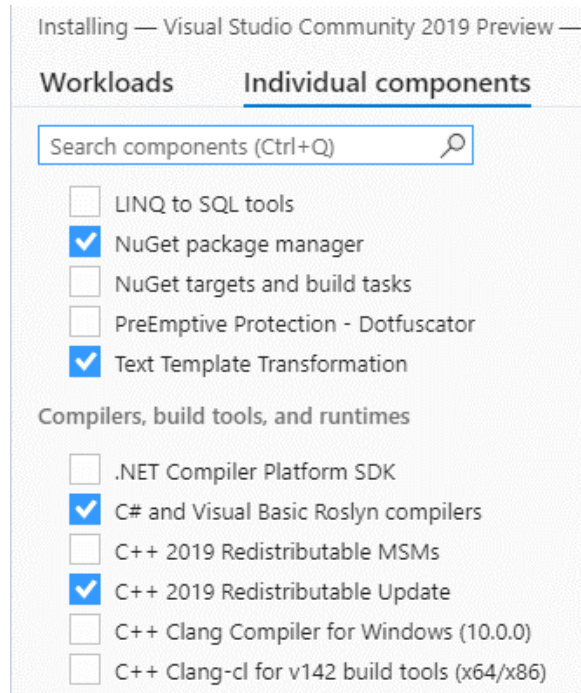 Installing — Visual Studio Community 2019 Preview —
Workloads Individual components
Search components (Ctrl+Q)
LINQ to SQL tools
NuGet package manager
NuGet targets and build tasks
PreEmptive Protection - Dotfuscator
Text Template Transformation
Compilers, build tools, and runtimes
.NET Compiler Platform SDK
C# and Visual Basic Roslyn compilers
C++ 2019 Redistributable MSMs
C++ 2019 Redistributable Update
C++ Clang Compiler for Windows (10.0.0)
C++ Clang-cl for v142 build tools (x64/x86)